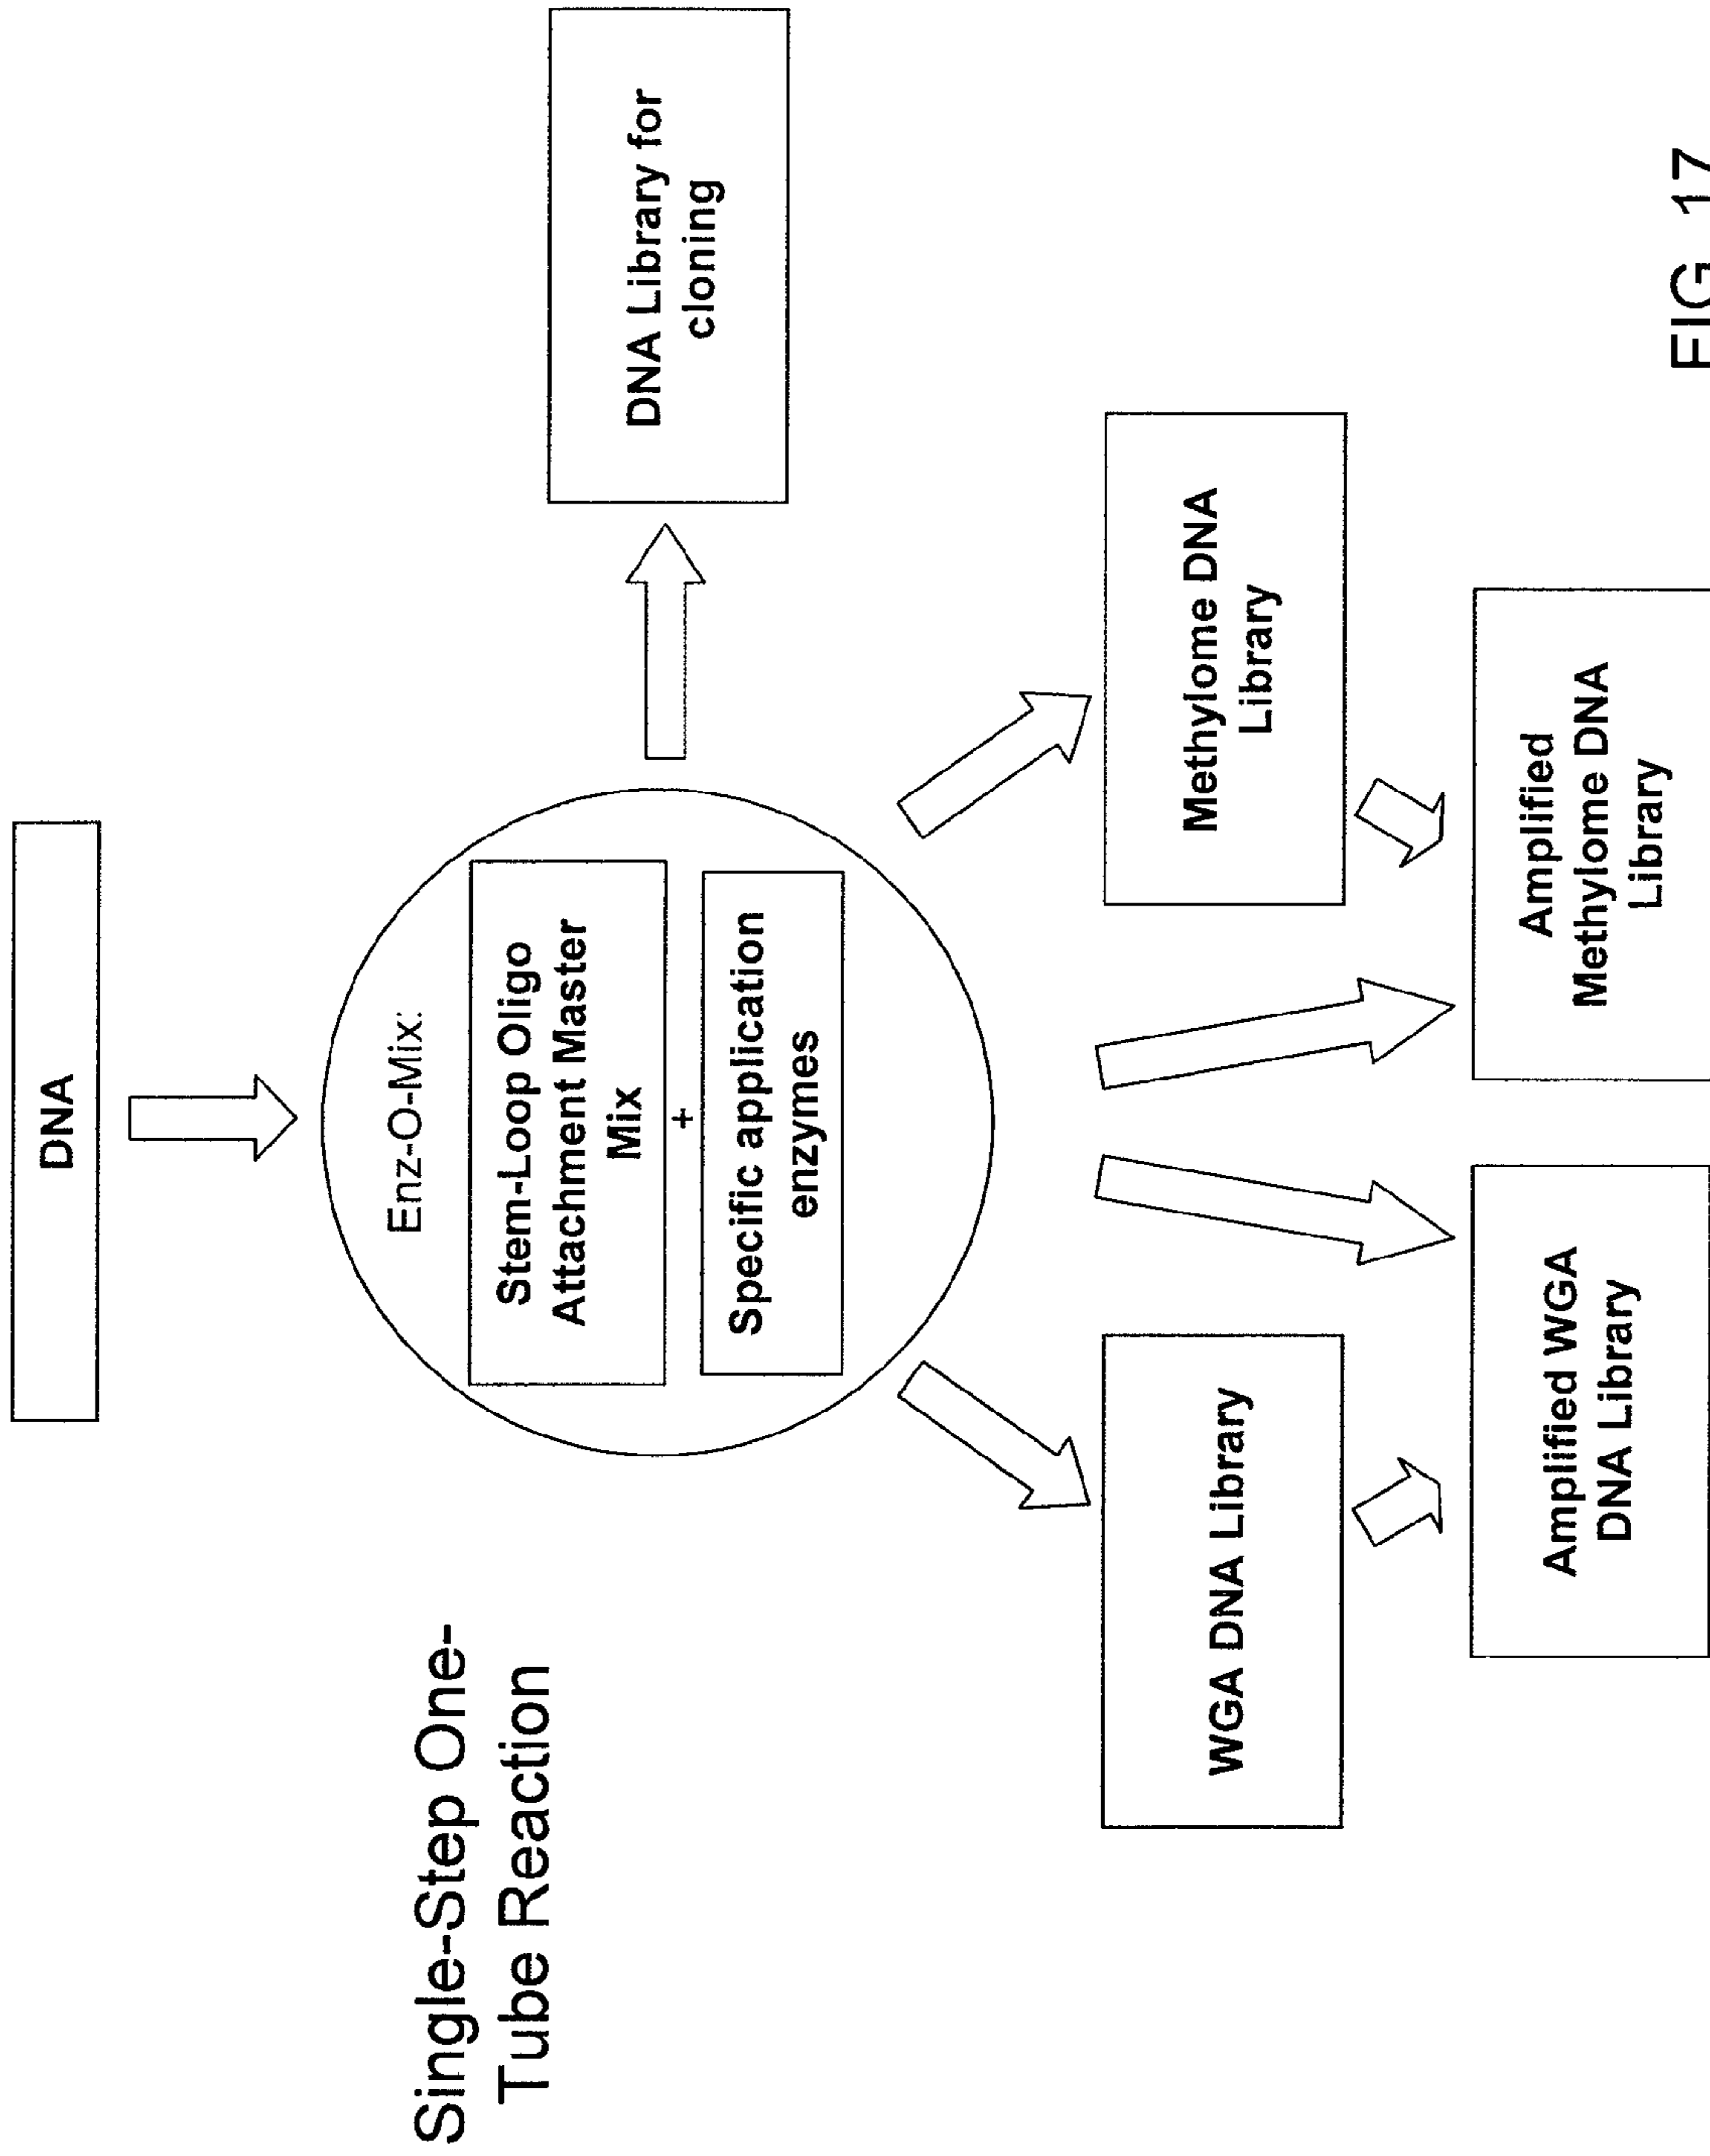 DNA
Single-Step One-
Tube Reaction
Enz-O-Mix:
Stem-Loop Oligo
Attachment Master
Mix
+
Specific application
enzymes
DNA Library for
cloning
WGA DNA Library
Methylome DNA
Library
Amplified WGA
DNA Library
Amplified
Methylome DNA
Library
FIG 17